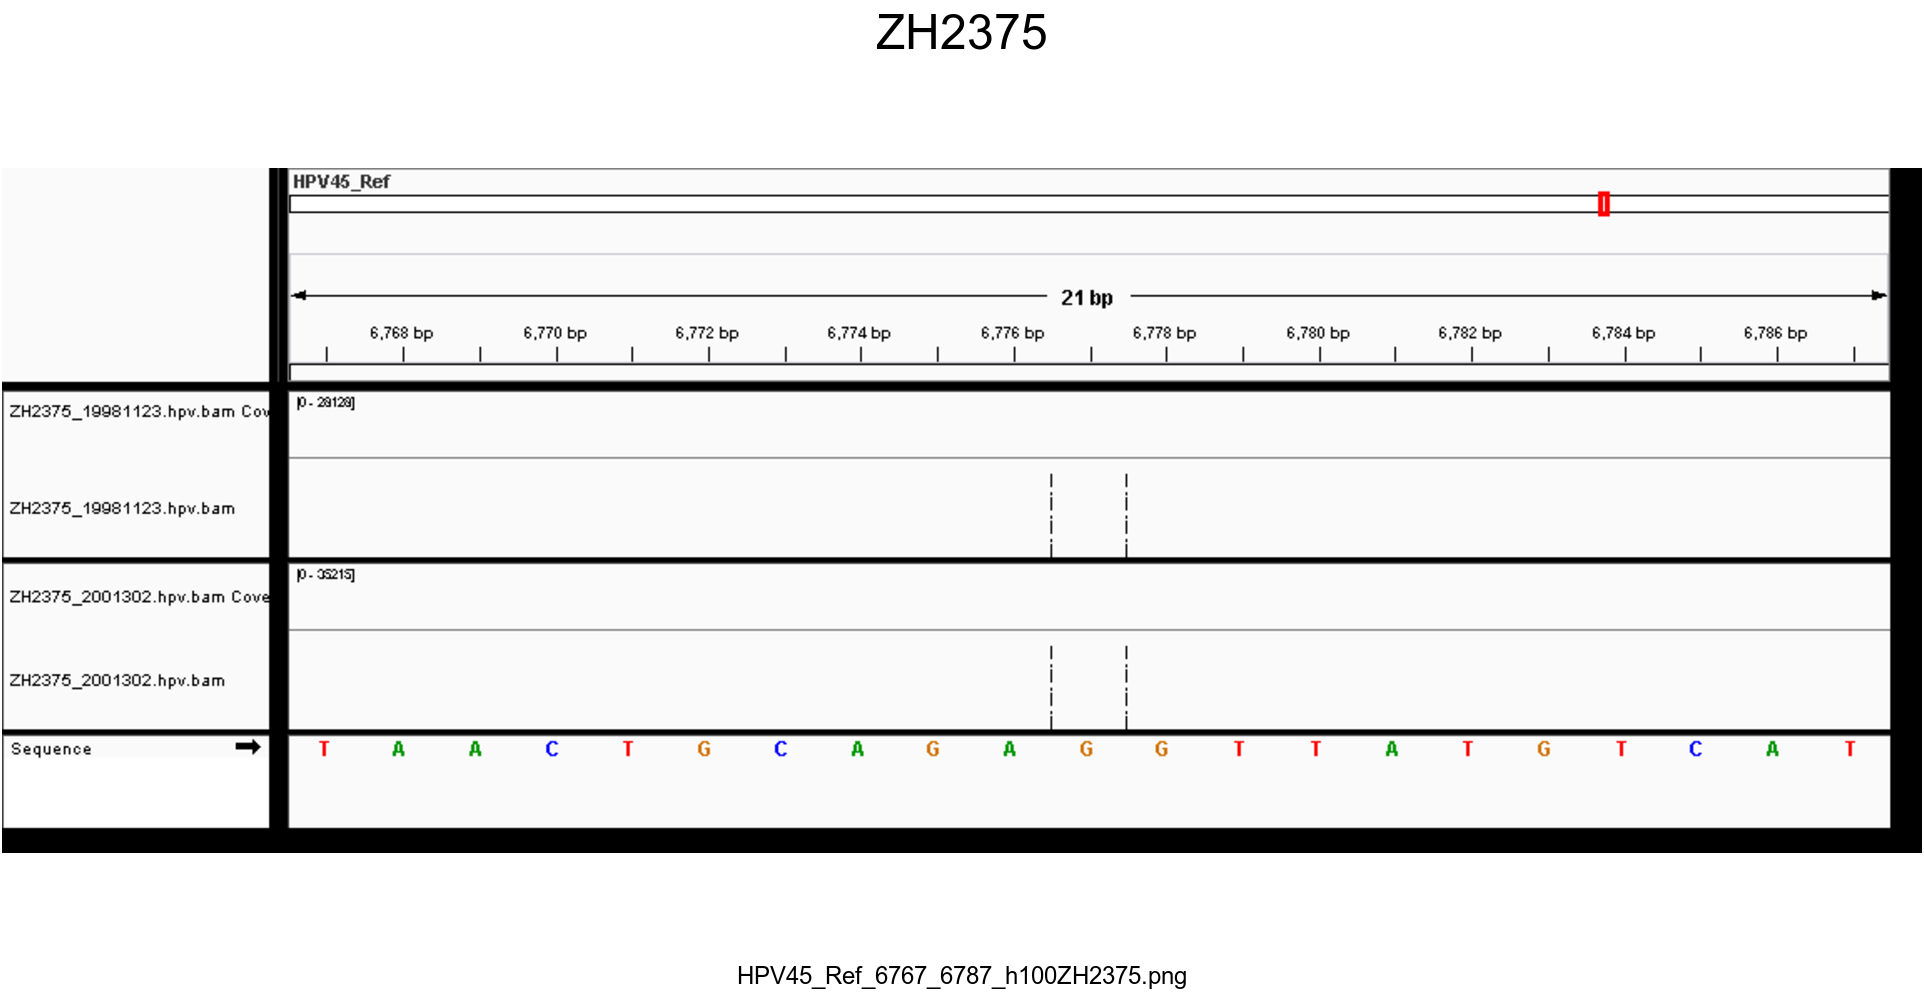 ZH2375
HPV45_Ref
21 bp
6,768 bp 6,770 bp 6,772 bp 6,774 bp 6,776 bp 6,778 bp 6,780 bp 6,782 bp 6,784 bp 6,786 bp
ZH2375_19981123.hpv.bam Cov
[0 - 28128]
ZH2375_19981123.hpv.bam
ZH2375_2001302.hpv.bam Cove
[0 - 35215]
ZH2375_2001302.hpv.bam
Sequence T A A C T G C A G A G G T T A T G T C A T
HPV45_Ref_6767_6787_h100ZH2375.png